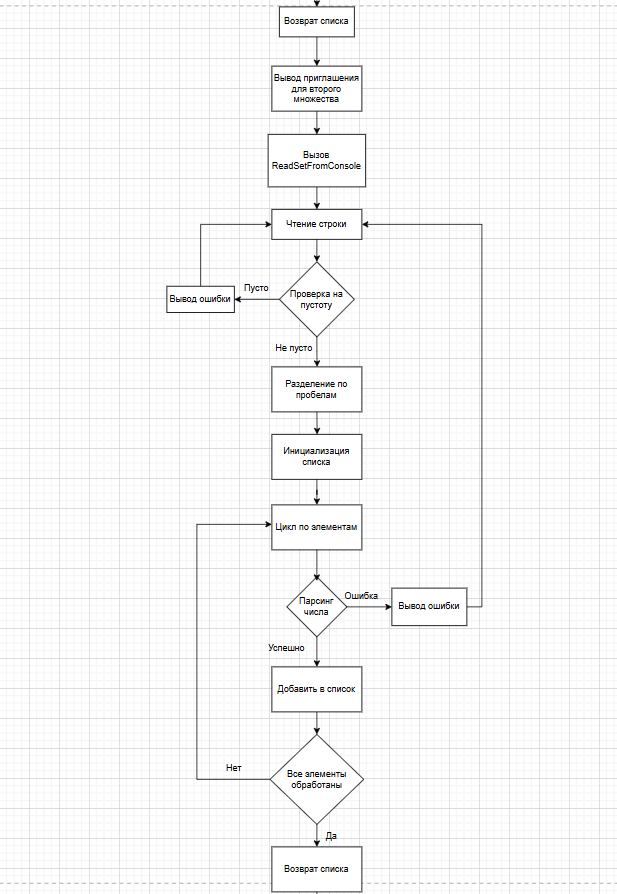 Возврат списка
Вывод приглашения
для второго
множества
Вызов
ReadSetFromConsole
Чтение строки
Пусто
Вывод ошибки
Проверка на
пустоту
Не пусто
Разделение по
пробелам
Инициализация
списка
Цикл по элементам
Ошибка
Парсинг
числа
Вывод ошибки
Успешно
Добавить в список
Нет
Все элементы
обработаны
Да
Возврат списка